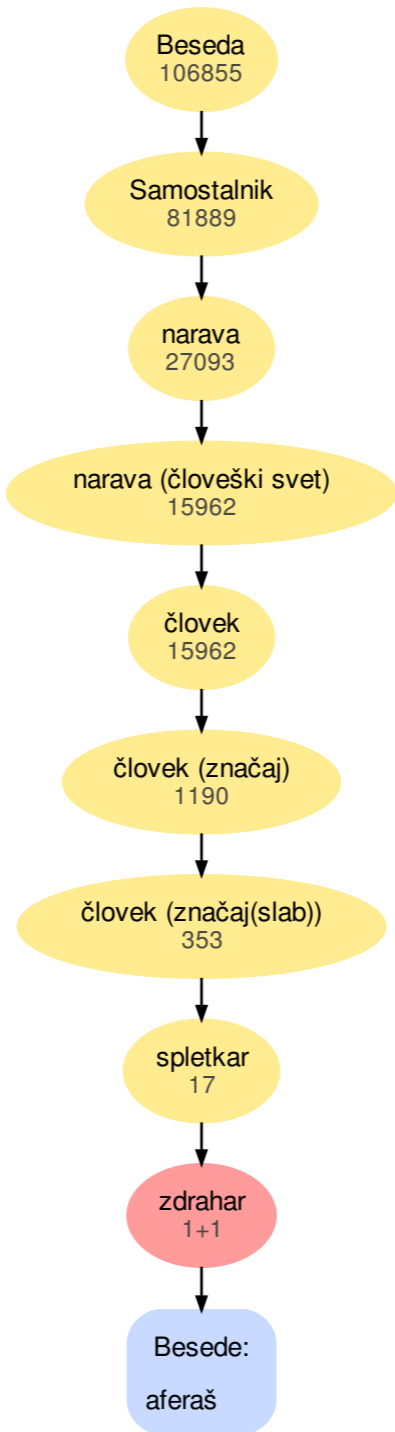 Beseda
106855
Samostalnik
81889
narava
27093
narava (človeški svet)
15962
človek
15962
človek (značaj)
1190
človek (značaj(slab))
353
spletkar
17
zdrahar
1+1
Besede:
aferaš